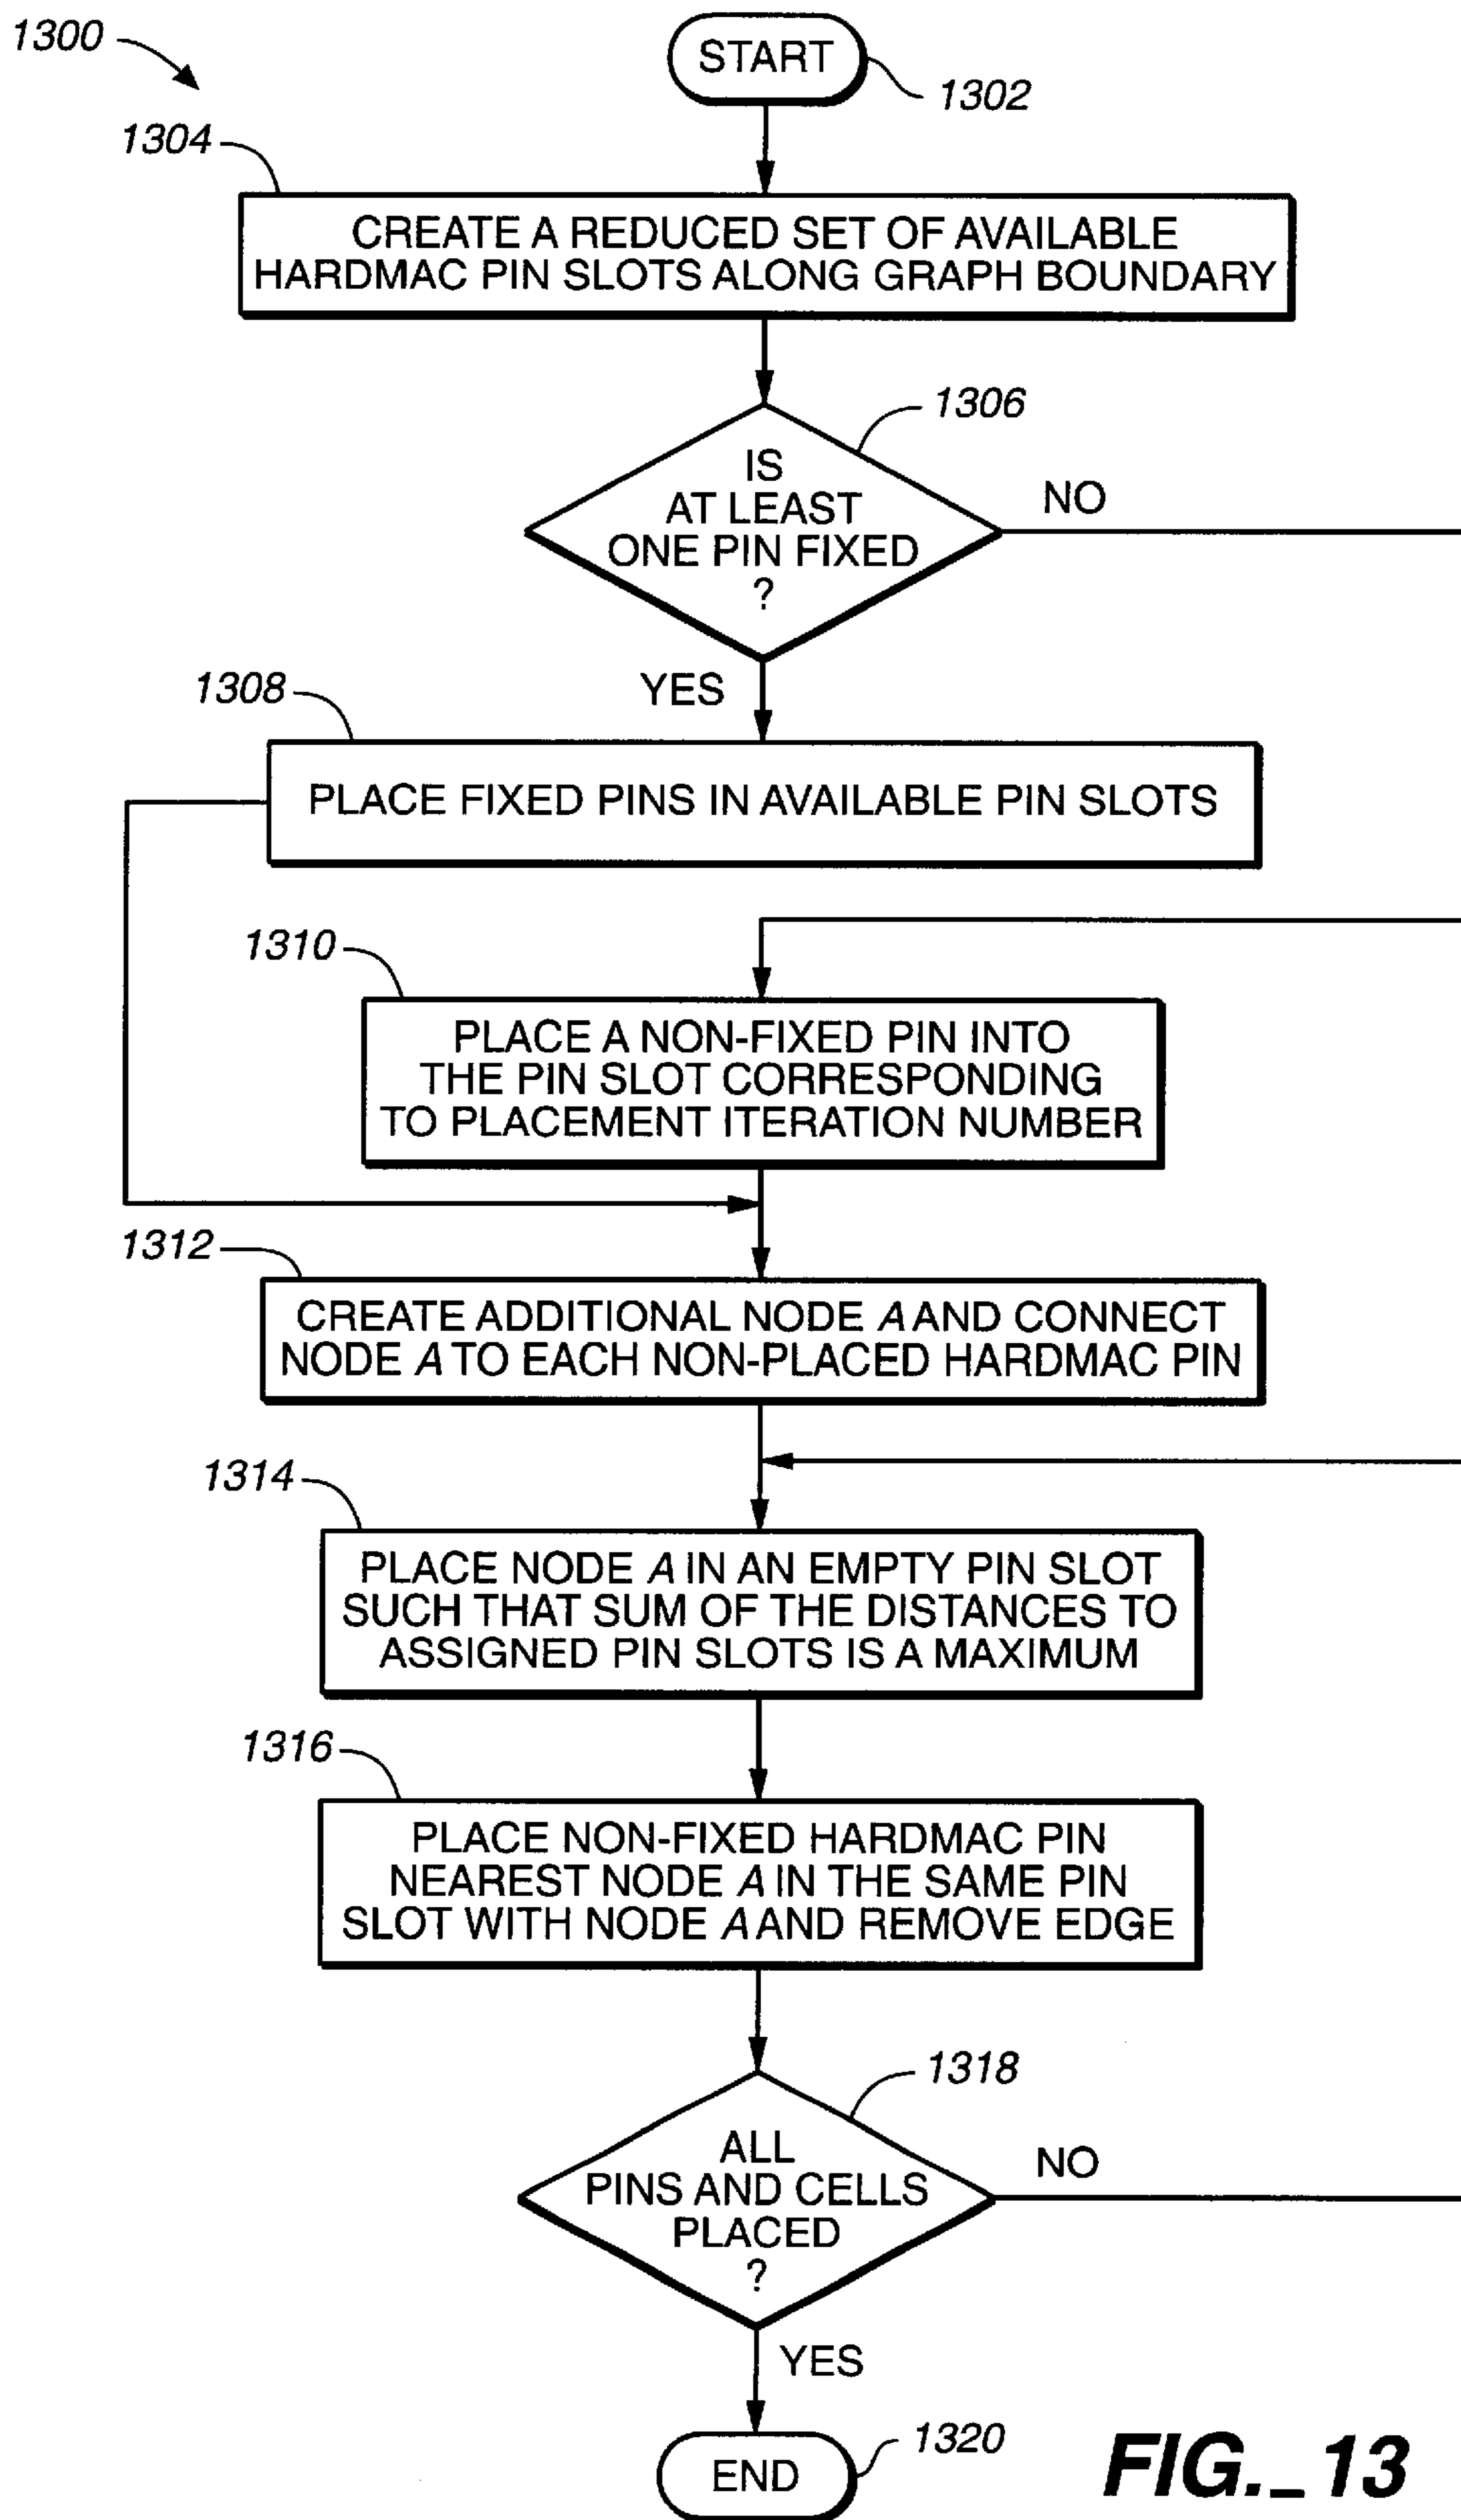 1300
START
1302
1304
CREATE A REDUCED SET OF AVAILABLE
HARDMAC PIN SLOTS ALONG GRAPH BOUNDARY
1306
IS
AT LEAST
ONE PIN FIXED
?
NO
YES
1308
PLACE FIXED PINS IN AVAILABLE PIN SLOTS
1310
PLACE A NON-FIXED PIN INTO
THE PIN SLOT CORRESPONDING
TO PLACEMENT ITERATION NUMBER
1312
CREATE ADDITIONAL NODE A AND CONNECT
NODE A TO EACH NON-PLACED HARDMAC PIN
1314
PLACE NODE A IN AN EMPTY PIN SLOT
SUCH THAT SUM OF THE DISTANCES TO
ASSIGNED PIN SLOTS IS A MAXIMUM
1316
PLACE NON-FIXED HARDMAC PIN
NEAREST NODE A IN THE SAME PIN
SLOT WITH NODE A AND REMOVE EDGE
1318
ALL
PINS AND CELLS
PLACED
?
NO
YES
END
1320
FIG._13